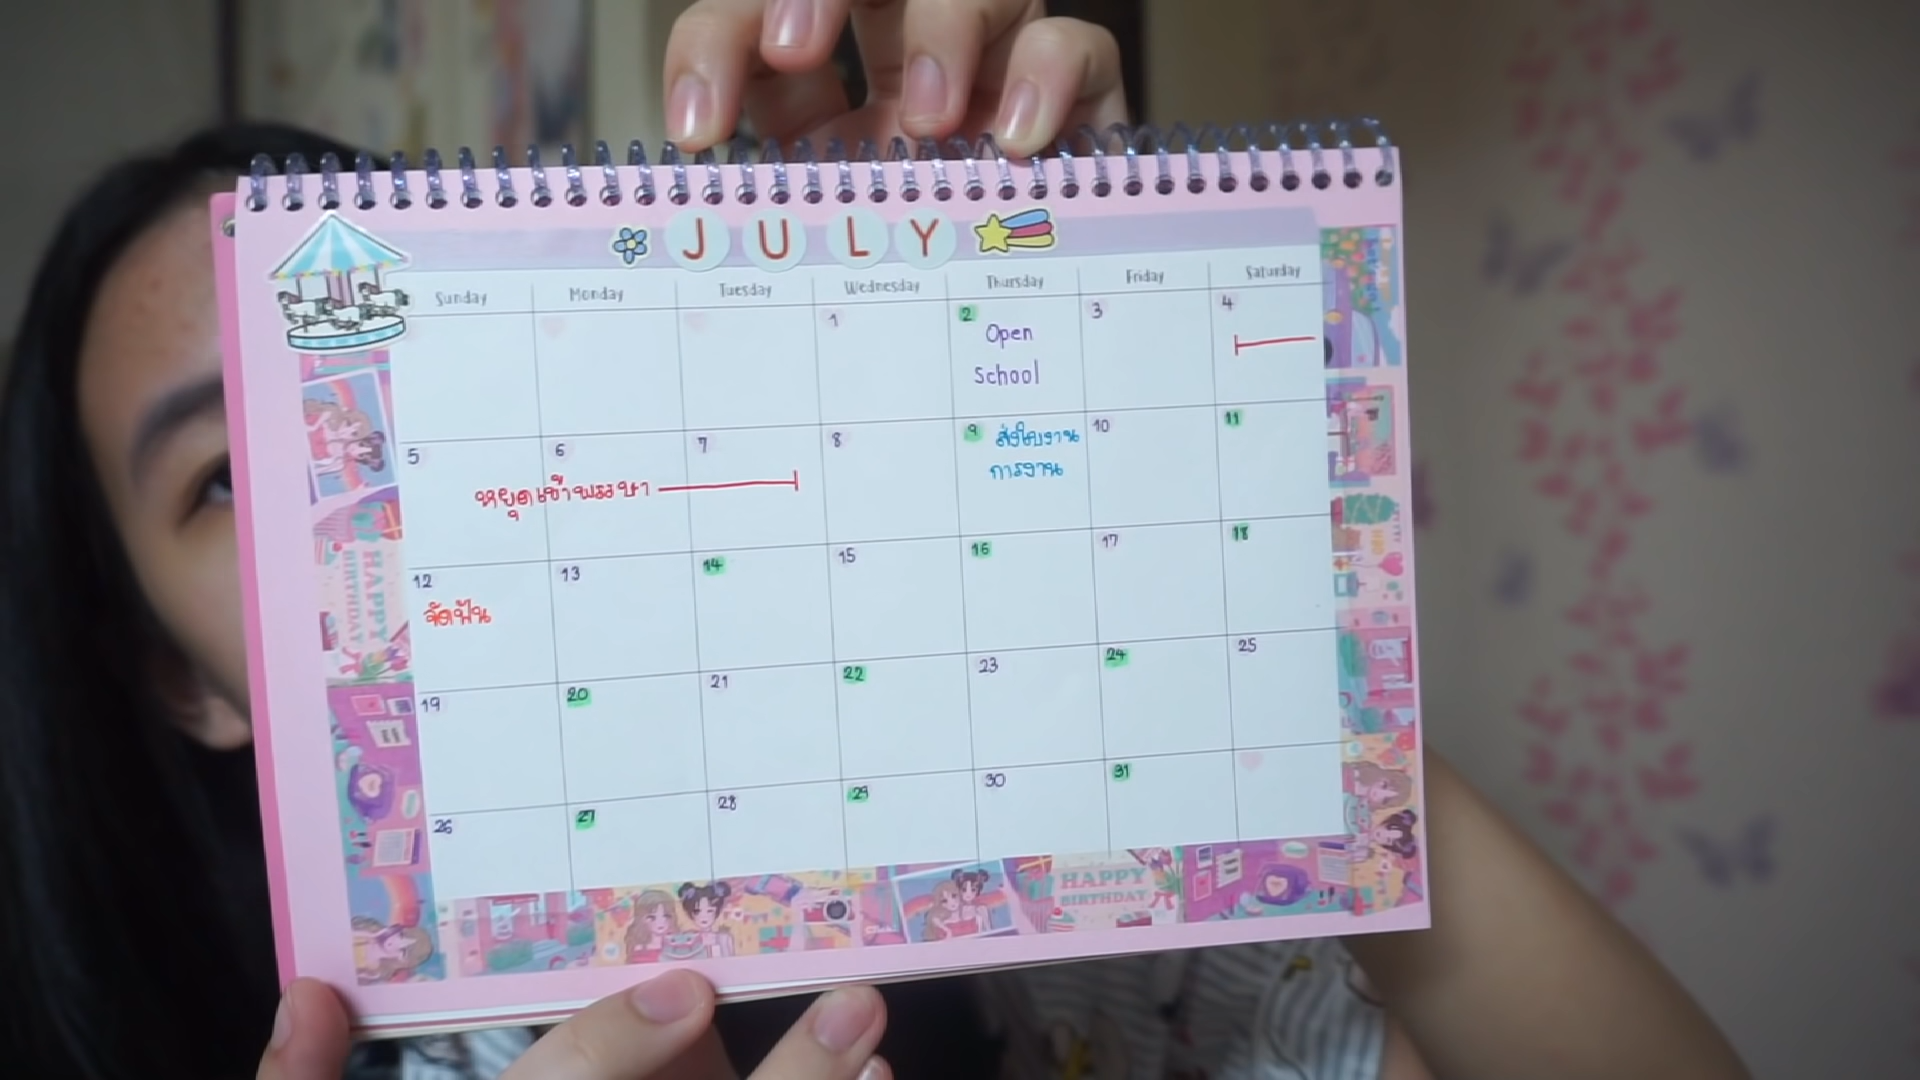 JULY
Sunday Monday Tuesday Wednesday Thursday Friday Saturday
1 2 3 4
Open
School
5 6 7 8 9 10 11
ส่งใบงาน
การงาน
หยุดเข้าพรรษา
12 13 14 15 16 17 18
จัดฟัน
19 20 21 22 23 24 25
26 27 28 29 30 31
HAPPY
BIRTHDAY
HAPPY
BIRTHDAY